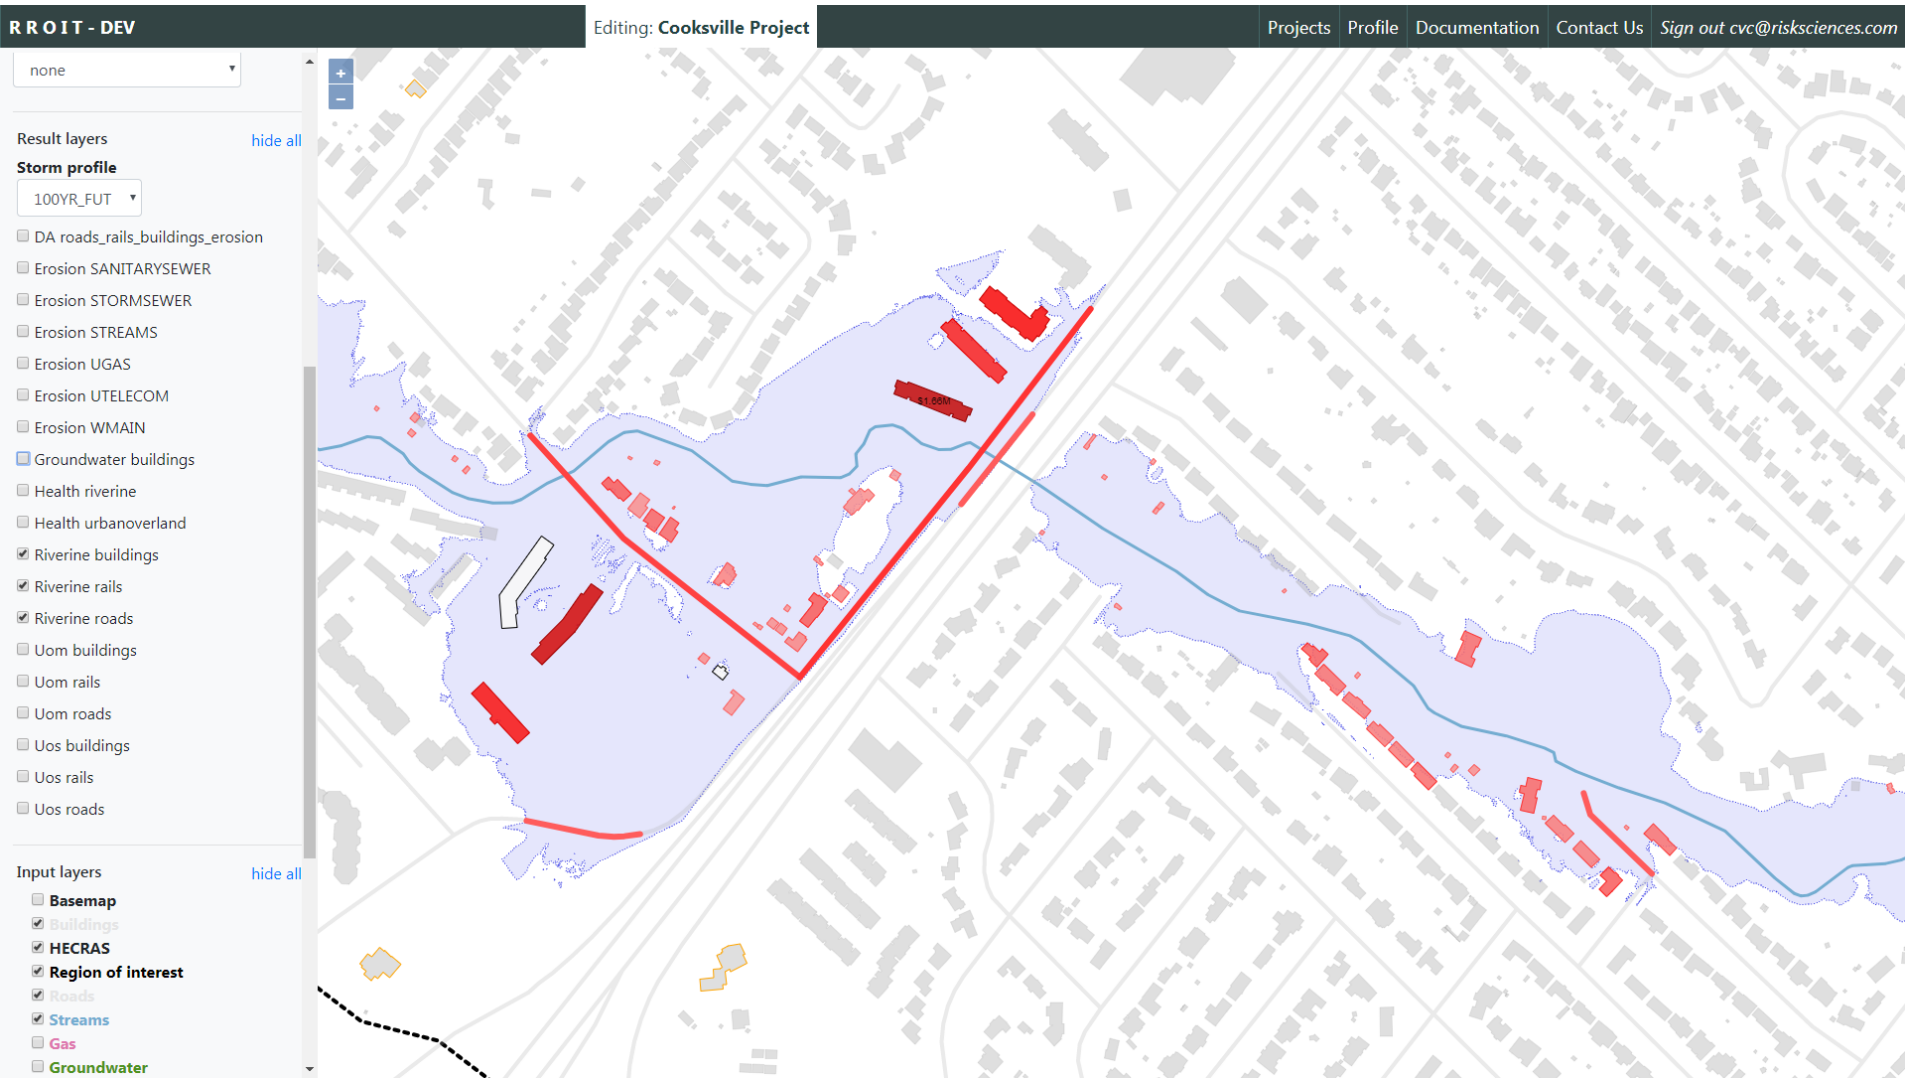 R R O I T - DEV
Editing: Cooksville Project
Projects
Profile
Documentation
Contact Us
Sign out cvc@risksciences.com
none
+
−
Result layers
hide all
Storm profile
100YR_FUT
DA roads_rails_buildings_erosion
Erosion SANITARYSEWER
Erosion STORMSEWER
Erosion STREAMS
Erosion UGAS
Erosion UTELECOM
Erosion WMAIN
Groundwater buildings
Health riverine
Health urbanoverland
Riverine buildings
Riverine rails
Riverine roads
Uom buildings
Uom rails
Uom roads
Uos buildings
Uos rails
Uos roads
Input layers
hide all
Basemap
Buildings
HECRAS
Region of interest
Roads
Streams
Gas
Groundwater
$1.66M